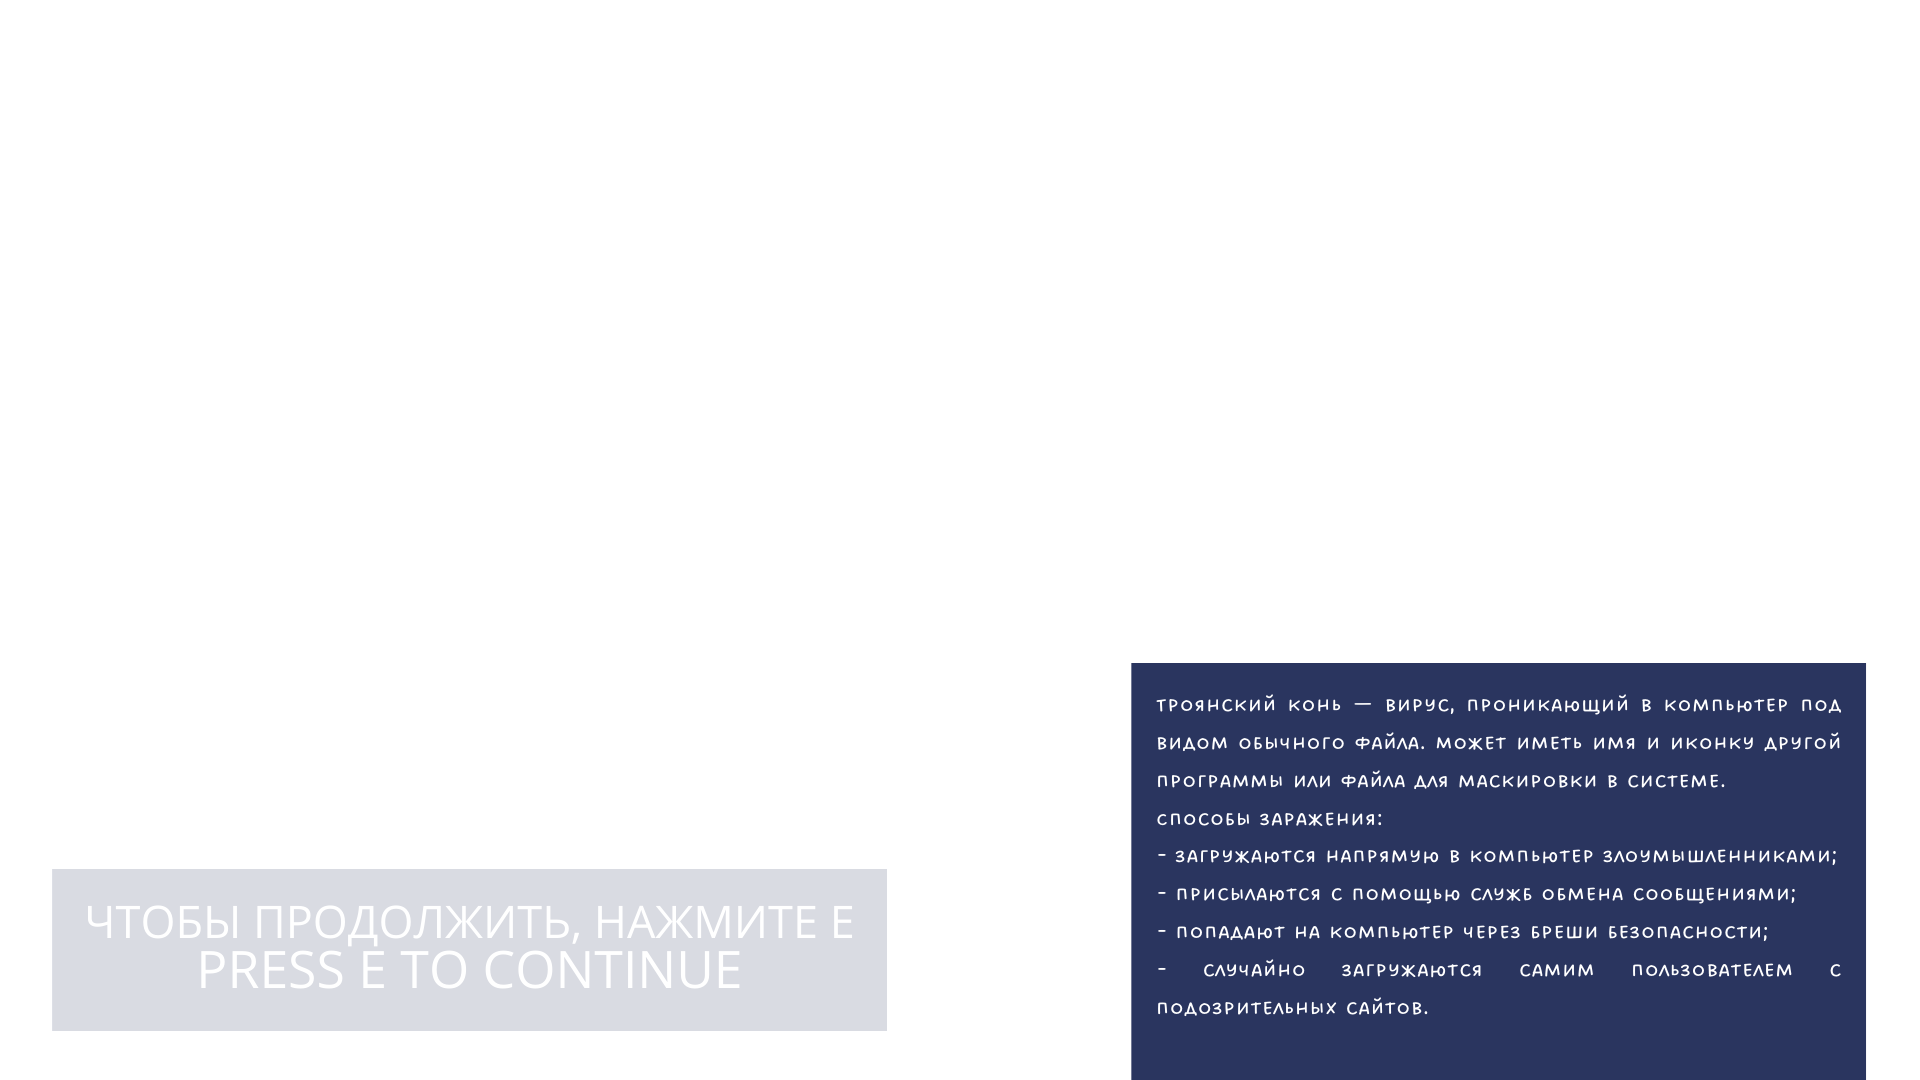 ТРОЯНСКИЙ КОНЬ — ВИРУС, ПРОНИКАЮЩИЙ В КОМПЬЮТЕР ПОД
ВИДОМ ОБЫЧНОГО ФАЙЛА. МОЖЕТ ИМЕТЬ ИМЯ И ИКОНКУ ДРУГОЙ
ПРОГРАММЫ ИЛИ ФАЙЛА ДЛЯ МАСКИРОВКИ В СИСТЕМЕ.
СПОСОБЫ ЗАРАЖЕНИЯ:
- ЗАГРУЖАЮТСЯ НАПРЯМУЮ В КОМПЬЮТЕР ЗЛОУМЫШЛЕННИКАМИ;
- ПРИСЫЛАЮТСЯ С ПОМОЩЬЮ СЛУЖБ ОБМЕНА СООБЩЕНИЯМИ;
- ПОПАДАЮТ НА КОМПЬЮТЕР ЧЕРЕЗ БРЕШИ БЕЗОПАСНОСТИ;
- СЛУЧАЙНО ЗАГРУЖАЮТСЯ САМИМ ПОЛЬЗОВАТЕЛЕМ С
ПОДОЗРИТЕЛЬНЫХ САЙТОВ.
ЧТОБЫ ПРОДОЛЖИТЬ, НАЖМИТЕ E
PRESS E TO CONTINUE